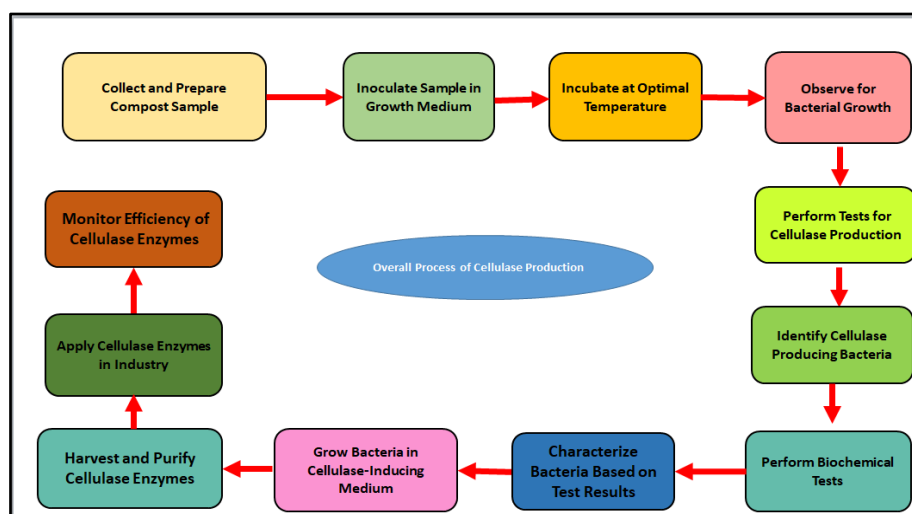 Collect and Prepare
Compost Sample
Inoculate Sample in
Growth Medium
Incubate at Optimal
Temperature
Observe for
Bacterial Growth
Perform Tests for
Cellulase Production
Identify Cellulase
Producing Bacteria
Perform Biochemical
Tests
Characterize
Bacteria Based on
Test Results
Grow Bacteria in
Cellulase-Inducing
Medium
Harvest and Purify
Cellulase Enzymes
Apply Cellulase Enzymes
in Industry
Monitor Efficiency of
Cellulase Enzymes
Overall Process of Cellulase Production